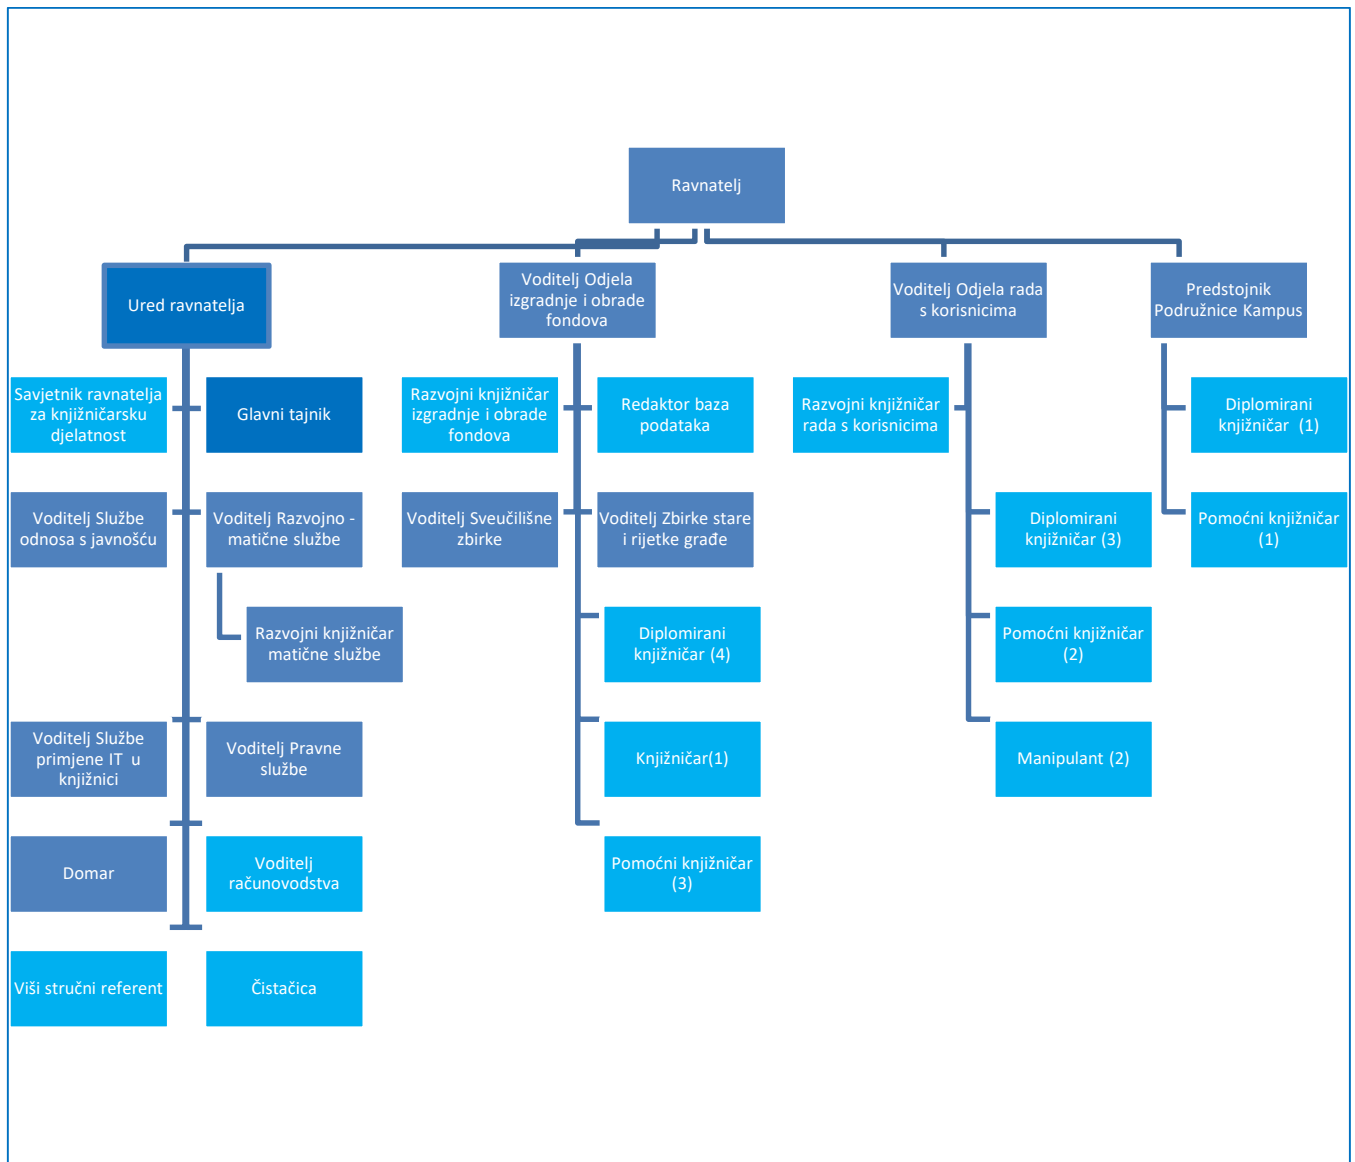 Ravnatelj
Ured ravnatelja
Voditelj Odjela
izgradnje i obrade
fondova
Voditelj Odjela rada
s korisnicima
Predstojnik
Podružnice Kampus
Savjetnik ravnatelja
za knjižničarsku
djelatnost
Glavni tajnik
Razvojni knjižničar
izgradnje i obrade
fondova
Redaktor baza
podataka
Razvojni knjižničar
rada s korisnicima
Diplomirani
knjižničar (1)
Voditelj Službe
odnosa s javnošću
Voditelj Razvojno -
matične službe
Voditelj Sveučilišne
zbirke
Voditelj Zbirke stare
i rijetke građe
Diplomirani
knjižničar (3)
Pomoćni knjižničar
(1)
Razvojni knjižničar
matične službe
Diplomirani
knjižničar (4)
Pomoćni knjižničar
(2)
Voditelj Službe
primjene IT u
knjižnici
Voditelj Pravne
službe
Knjižničar(1)
Manipulant (2)
Domar
Voditelj
računovodstva
Pomoćni knjižničar
(3)
Viši stručni referent
Čistačica